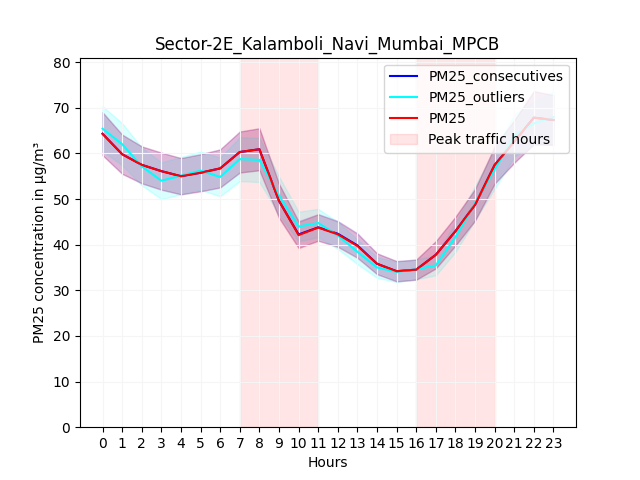 Sector-2E_Kalamboli_Navi_Mumbai_MPCB
PM25_consecutives
PM25_outliers
PM25
Peak traffic hours
PM25 concentration in µg/m³
80
70
60
50
40
30
20
10
0
0 1 2 3 4 5 6 7 8 9 10 11 12 13 14 15 16 17 18 19 20 21 22 23
Hours